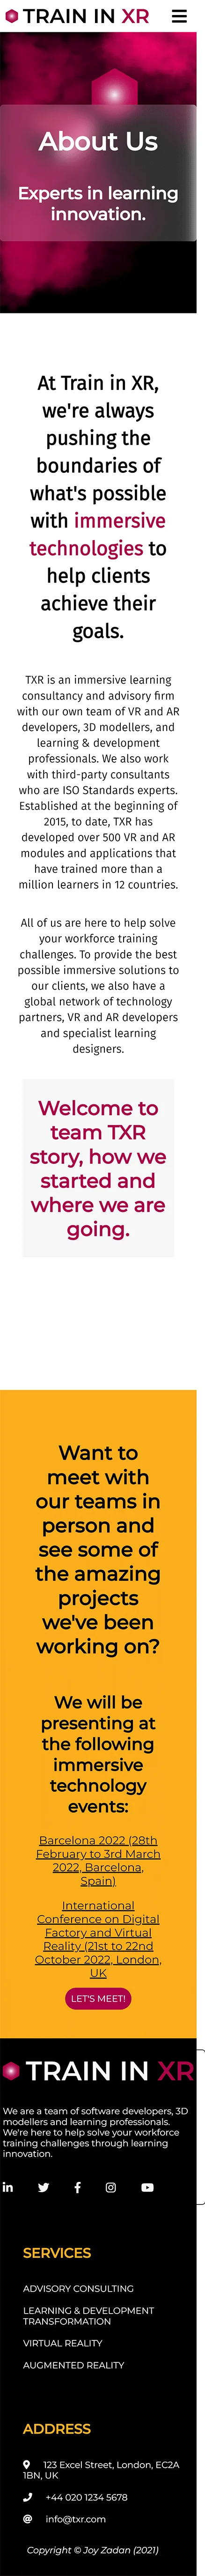 TRAIN IN XR
About Us
Experts in learning
innovation.
At Train in XR,
we're always
pushing the
boundaries of
what's possible
with immersive
technologies to
help clients
achieve their
goals.
TXR is an immersive learning
consultancy and advisory firm
with our own team of VR and AR
developers, 3D modellers, and
learning & development
professionals. We also work
with third-party consultants
who are ISO Standards experts.
Established at the beginning of
2015, to date, TXR has
developed over 500 VR and AR
modules and applications that
have trained more than a
million learners in 12 countries.
All of us are here to help solve
your workforce training
challenges. To provide the best
possible immersive solutions to
our clients, we also have a
global network of technology
partners, VR and AR developers
and specialist learning
designers.
Welcome to
team TXR
story, how we
started and
where we are
going.
Want to
meet with
our teams in
person and
see some of
the amazing
projects
we've been
working on?
We will be
presenting at
the following
immersive
technology
events:
Barcelona 2022 (28th
February to 3rd March
2022, Barcelona,
Spain)
International
Conference on Digital
Factory and Virtual
Reality (21st to 22nd
October 2022, London,
UK
LET'S MEET!
TRAIN IN XR
We are a team of software developers, 3D
modellers and learning professionals.
We're here to help solve your workforce
training challenges through learning
innovation.
SERVICES
ADVISORY CONSULTING
LEARNING & DEVELOPMENT
TRANSFORMATION
VIRTUAL REALITY
AUGMENTED REALITY
ADDRESS
123 Excel Street, London, EC2A
1BN, UK
+44 020 1234 5678
info@txr.com
Copyright © Joy Zadan (2021)